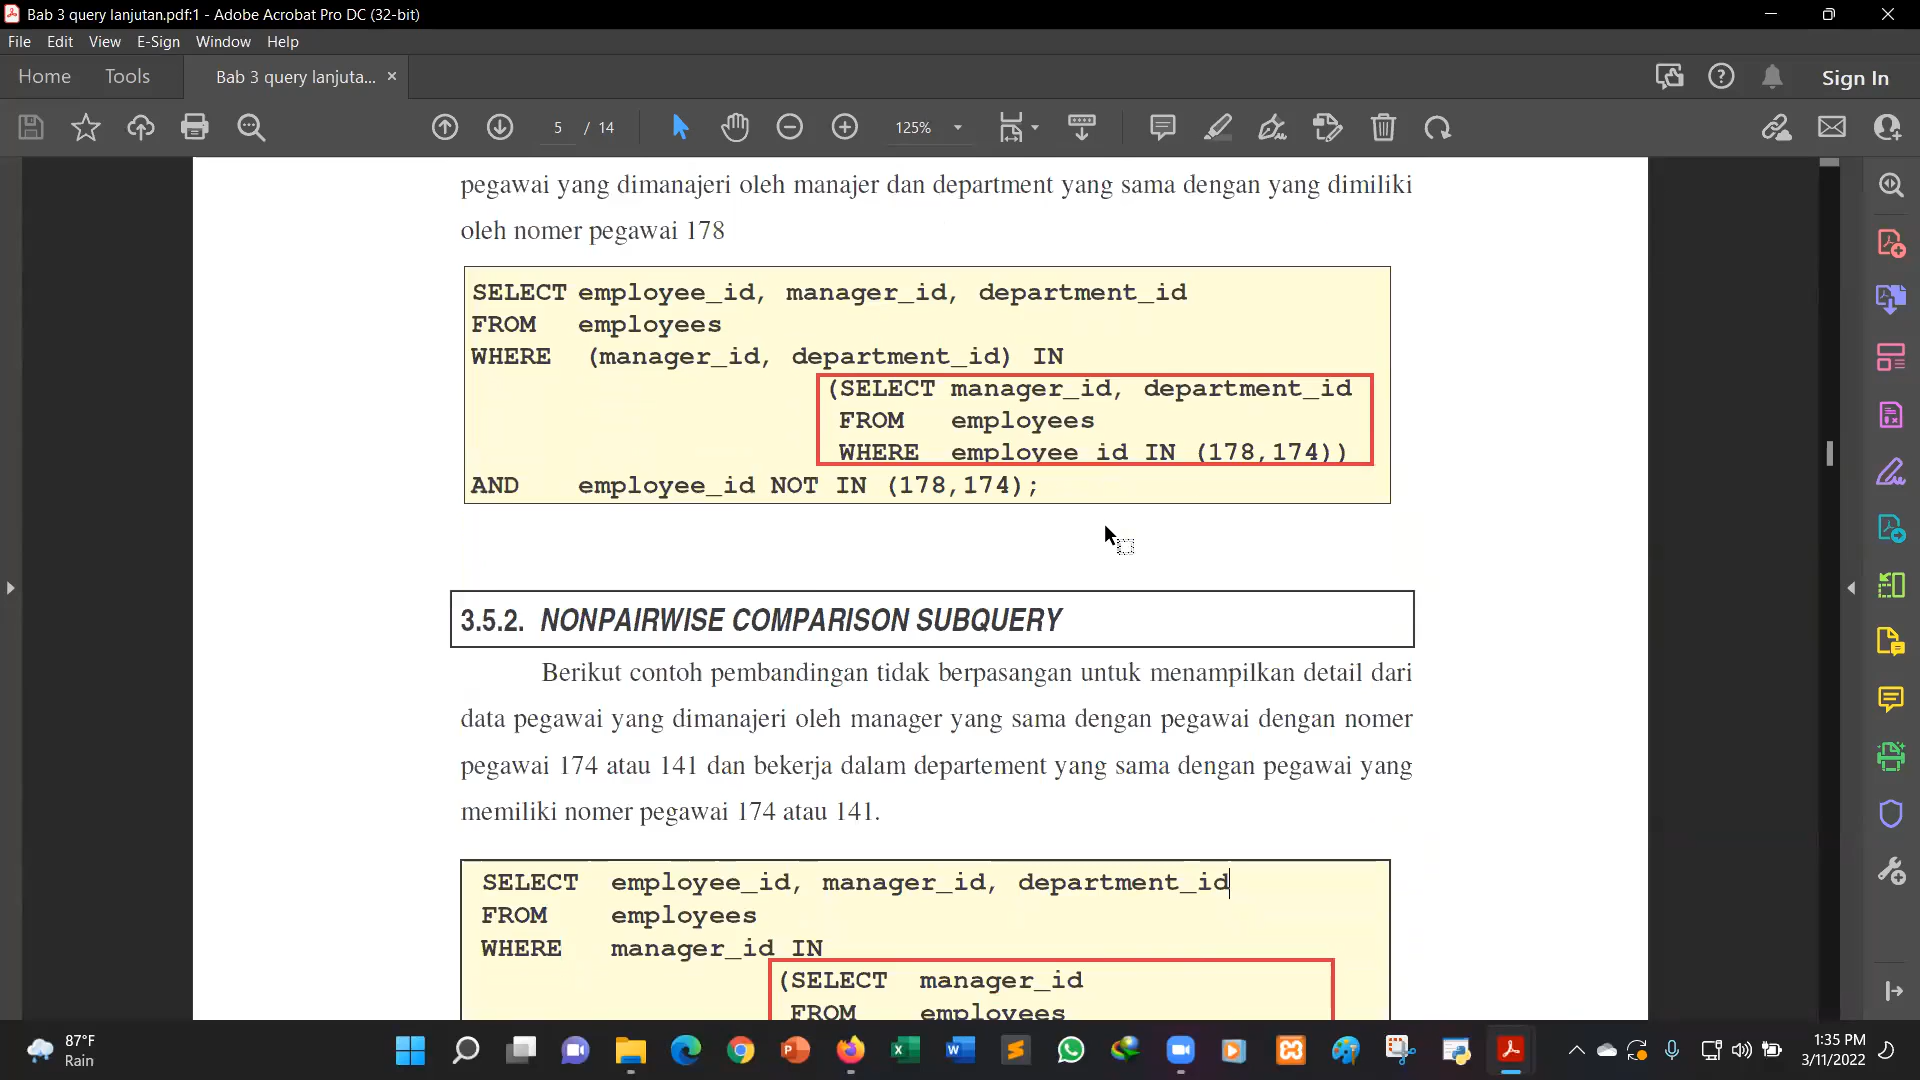 Bab 3 query lanjutan.pdf:1 - Adobe Acrobat Pro DC (32-bit)
File Edit View E-Sign Window Help
Home Tools Bab 3 query lanjuta... ×
Sign In
5 / 14 125%
pegawai yang dimanajeri oleh manajer dan department yang sama dengan yang dimiliki
oleh nomer pegawai 178
SELECT employee_id, manager_id, department_id
FROM employees
WHERE (manager_id, department_id) IN
(SELECT manager_id, department_id
FROM employees
WHERE employee_id IN (178,174))
AND employee_id NOT IN (178,174);
3.5.2. NONPAIRWISE COMPARISON SUBQUERY
Berikut contoh pembandingan tidak berpasangan untuk menampilkan detail dari
data pegawai yang dimanajeri oleh manager yang sama dengan pegawai dengan nomer
pegawai 174 atau 141 dan bekerja dalam departement yang sama dengan pegawai yang
memiliki nomer pegawai 174 atau 141.
SELECT employee_id, manager_id, department_id
FROM employees
WHERE manager_id IN
(SELECT manager_id
FROM employees
87°F
Rain
1:35 PM
3/11/2022